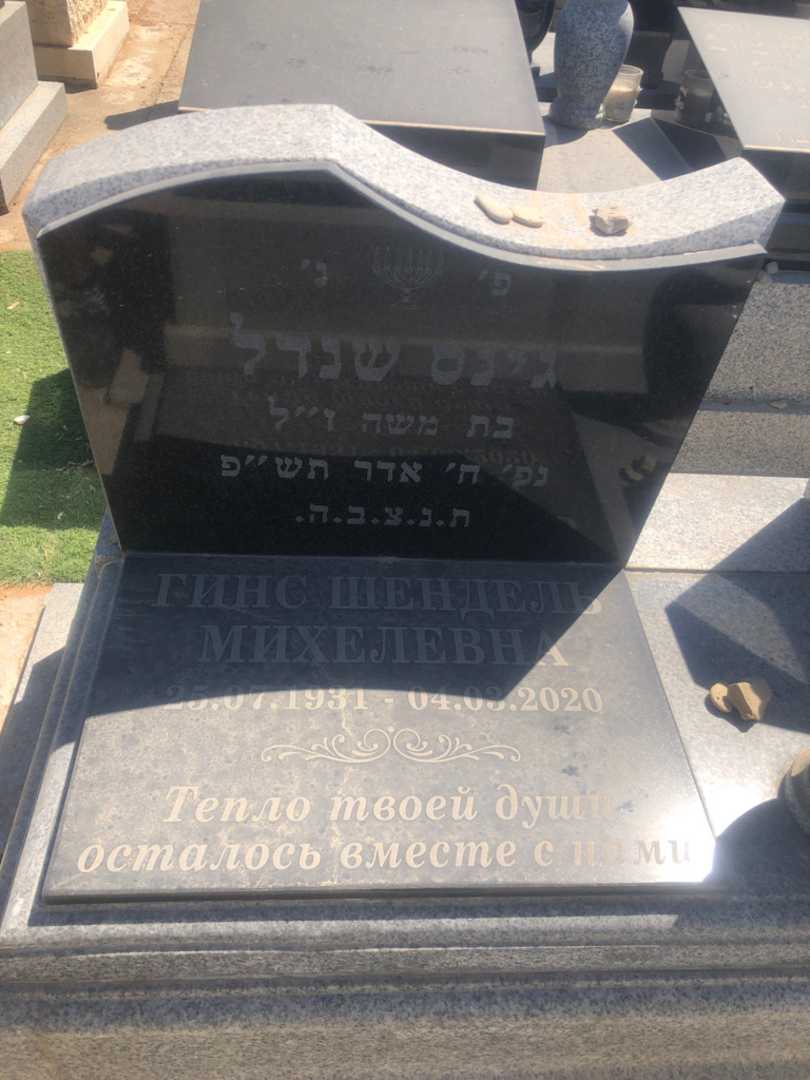 פ' נ'
גינס שנדל
בת משה ז"ל
נפ' ח' אדר תש"פ
ת.נ.צ.ב.ה.
ГИНС ШЕНДЕЛЬ
МИХЕЛЕВНА
25.07.1931 - 04.03.2020
Тепло твоей души
осталось вместе с нами